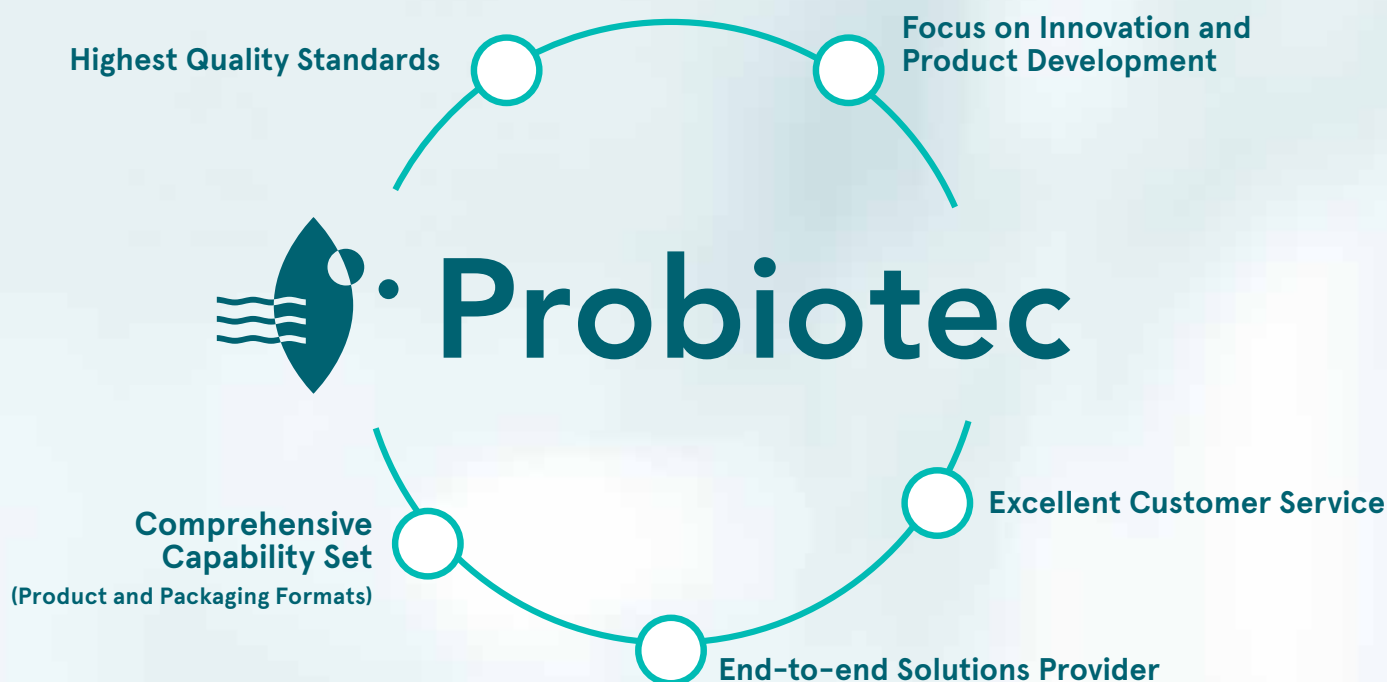 Highest Quality Standards
Focus on Innovation and
Product Development
Probiotec
Comprehensive
Capability Set
(Product and Packaging Formats)
Excellent Customer Service
End-to-end Solutions Provider